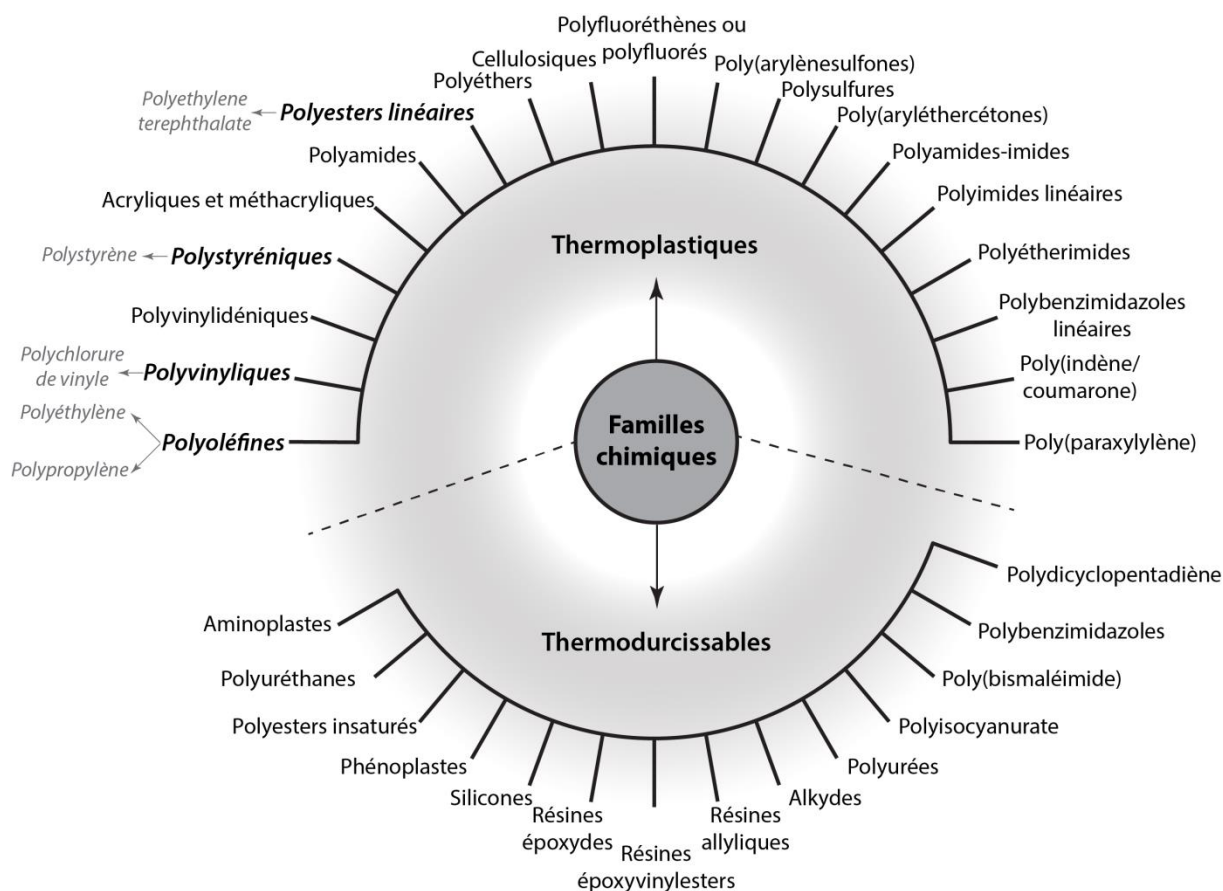 Polyfluoréthènes ou
polyfluorés
Cellulosiques
Poly(arylènesulfones)
Polyéthers
Polysulfures
Polyethylene
terephthalate
Polyesters linéaires
Poly(aryléthercétones)
Polyamides
Polyamides-imides
Acryliques et méthacryliques
Polyimides linéaires
Polystyrène
Polystyréniques
Thermoplastiques
Polyétherimides
Polyvinylidéniques
Polybenzimidazoles
linéaires
Polychlorure
de vinyle
Polyvinyliques
Poly(indène/
coumarone)
Polyéthylène
Polyoléfines
Polypropylène
Familles
chimiques
Poly(paraxylylène)
Polydicyclopentadiène
Aminoplastes
Thermodurcissables
Polybenzimidazoles
Polyuréthanes
Poly(bismaléimide)
Polyesters insaturés
Polyisocyanurate
Phénoplastes
Polyurées
Silicones
Alkydes
Résines
époxydes
Résines
allyliques
Résines
époxyvinylesters